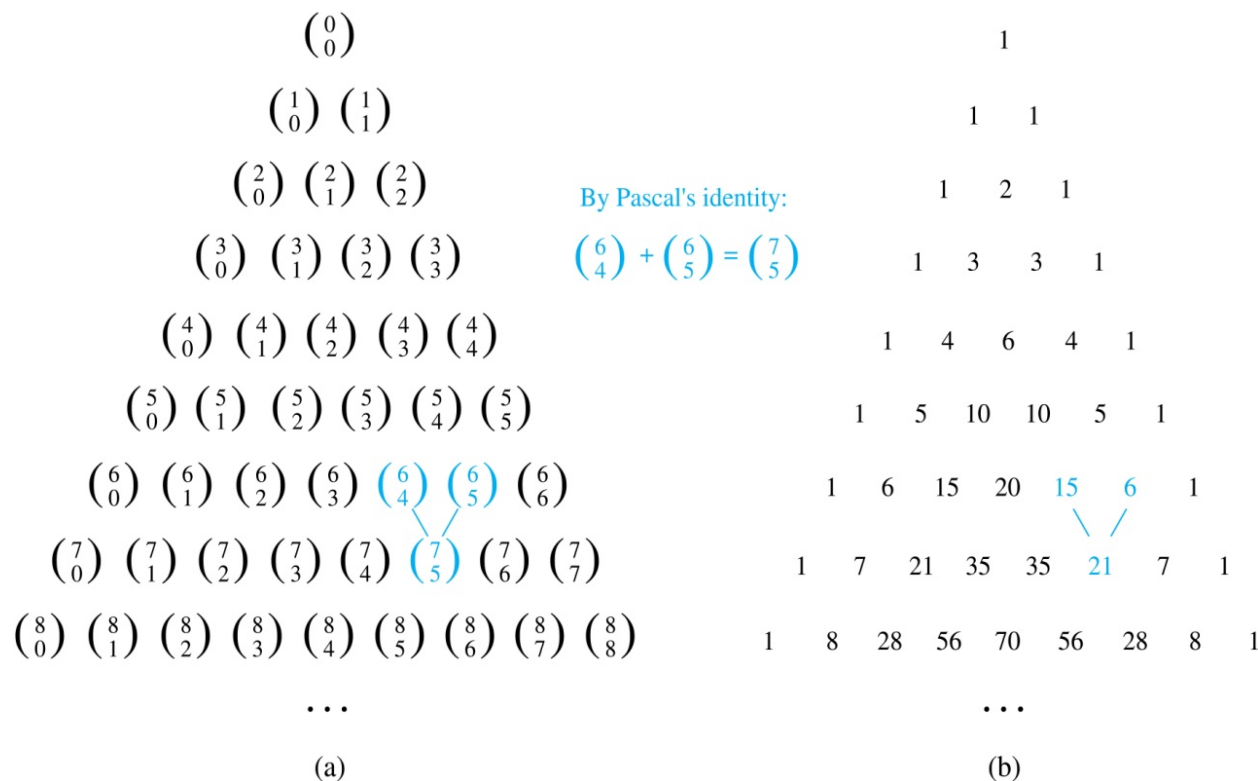 (0 0)
(1 0) (1 1)
(2 0) (2 1) (2 2)
(3 0) (3 1) (3 2) (3 3)
(4 0) (4 1) (4 2) (4 3) (4 4)
(5 0) (5 1) (5 2) (5 3) (5 4) (5 5)
(6 0) (6 1) (6 2) (6 3) (6 4) (6 5) (6 6)
(7 0) (7 1) (7 2) (7 3) (7 4) (7 5) (7 6) (7 7)
(8 0) (8 1) (8 2) (8 3) (8 4) (8 5) (8 6) (8 7) (8 8)
...
(a)
By Pascal's identity:
(6 4) + (6 5) = (7 5)
1
1 1
1 2 1
1 3 3 1
1 4 6 4 1
1 5 10 10 5 1
1 6 15 20 15 6 1
1 7 21 35 35 21 7 1
1 8 28 56 70 56 28 8 1
...
(b)